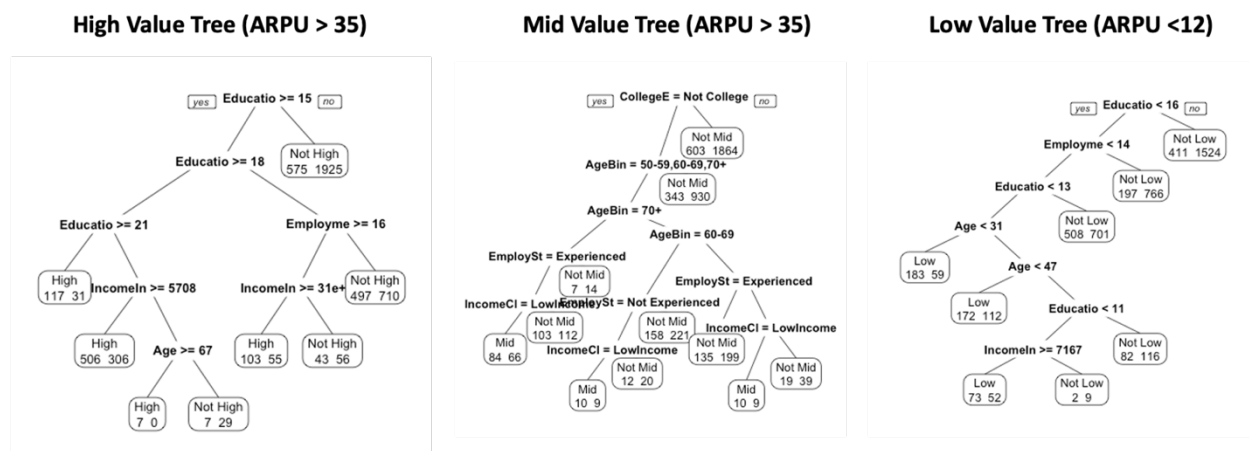 High Value Tree (ARPU > 35)
yes Educatio >= 15 no
Educatio >= 18
Not High
575 1925
Educatio >= 21
Employme >= 16
High
117 31
IncomeIn >= 5708
IncomeIn >= 31e+
Not High
497 710
High
506 306
Age >= 67
High
103 55
Not High
43 56
High
7 0
Not High
7 29
Mid Value Tree (ARPU > 35)
yes CollegeE = Not College no
Not Mid
603 1864
AgeBin = 50-59,60-69,70+
Not Mid
343 930
AgeBin = 70+
AgeBin = 60-69
EmploySt = Experienced
Not Mid
7 14
EmploySt = Experienced
IncomeCl = LowIncome
EmploySt = Not Experienced
Not Mid
103 112
Not Mid
158 221
IncomeCl = LowIncome
Mid
84 66
IncomeCl = LowIncome
Not Mid
135 199
Not Mid
12 20
Not Mid
19 39
Mid
10 9
Mid
10 9
Low Value Tree (ARPU <12)
yes Educatio < 16 no
Employme < 14
Not Low
411 1524
Educatio < 13
Not Low
197 766
Age < 31
Not Low
508 701
Low
183 59
Age < 47
Low
172 112
Educatio < 11
IncomeIn >= 7167
Not Low
82 116
Low
73 52
Not Low
2 9